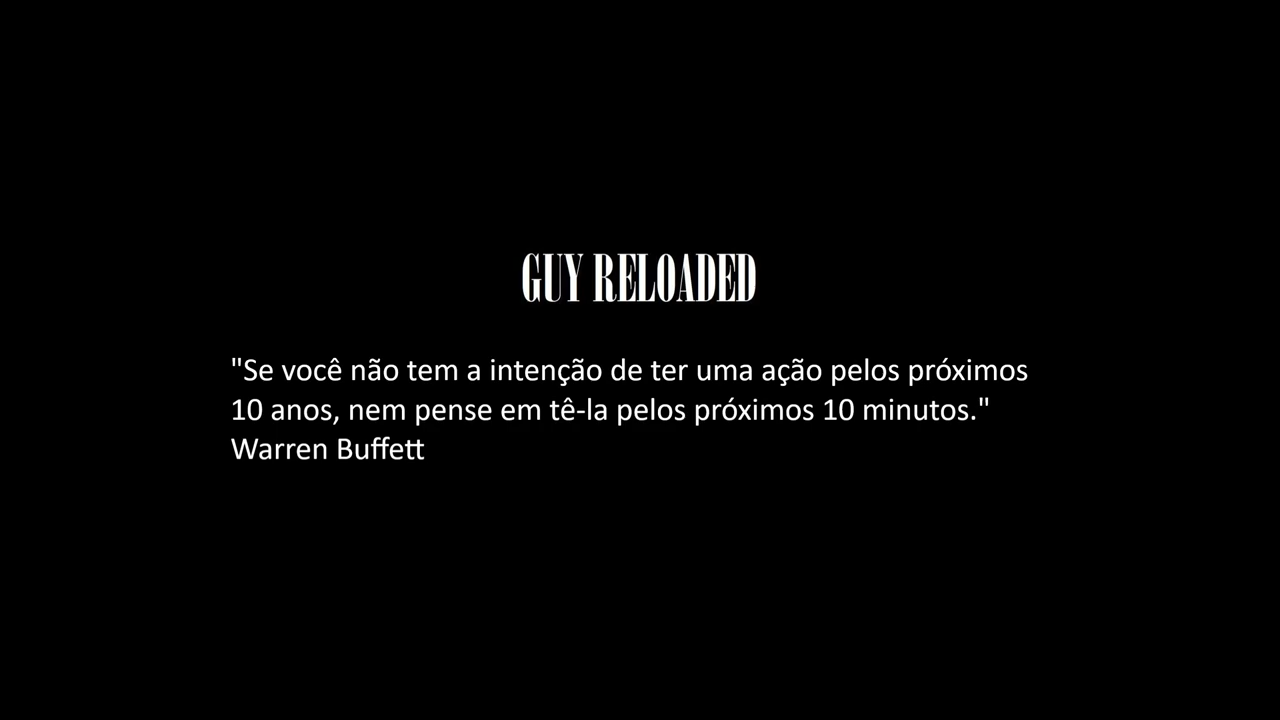 GUY RELOADED
"Se você não tem a intenção de ter uma ação pelos próximos
10 anos, nem pense em tê-la pelos próximos 10 minutos."
Warren Buffett